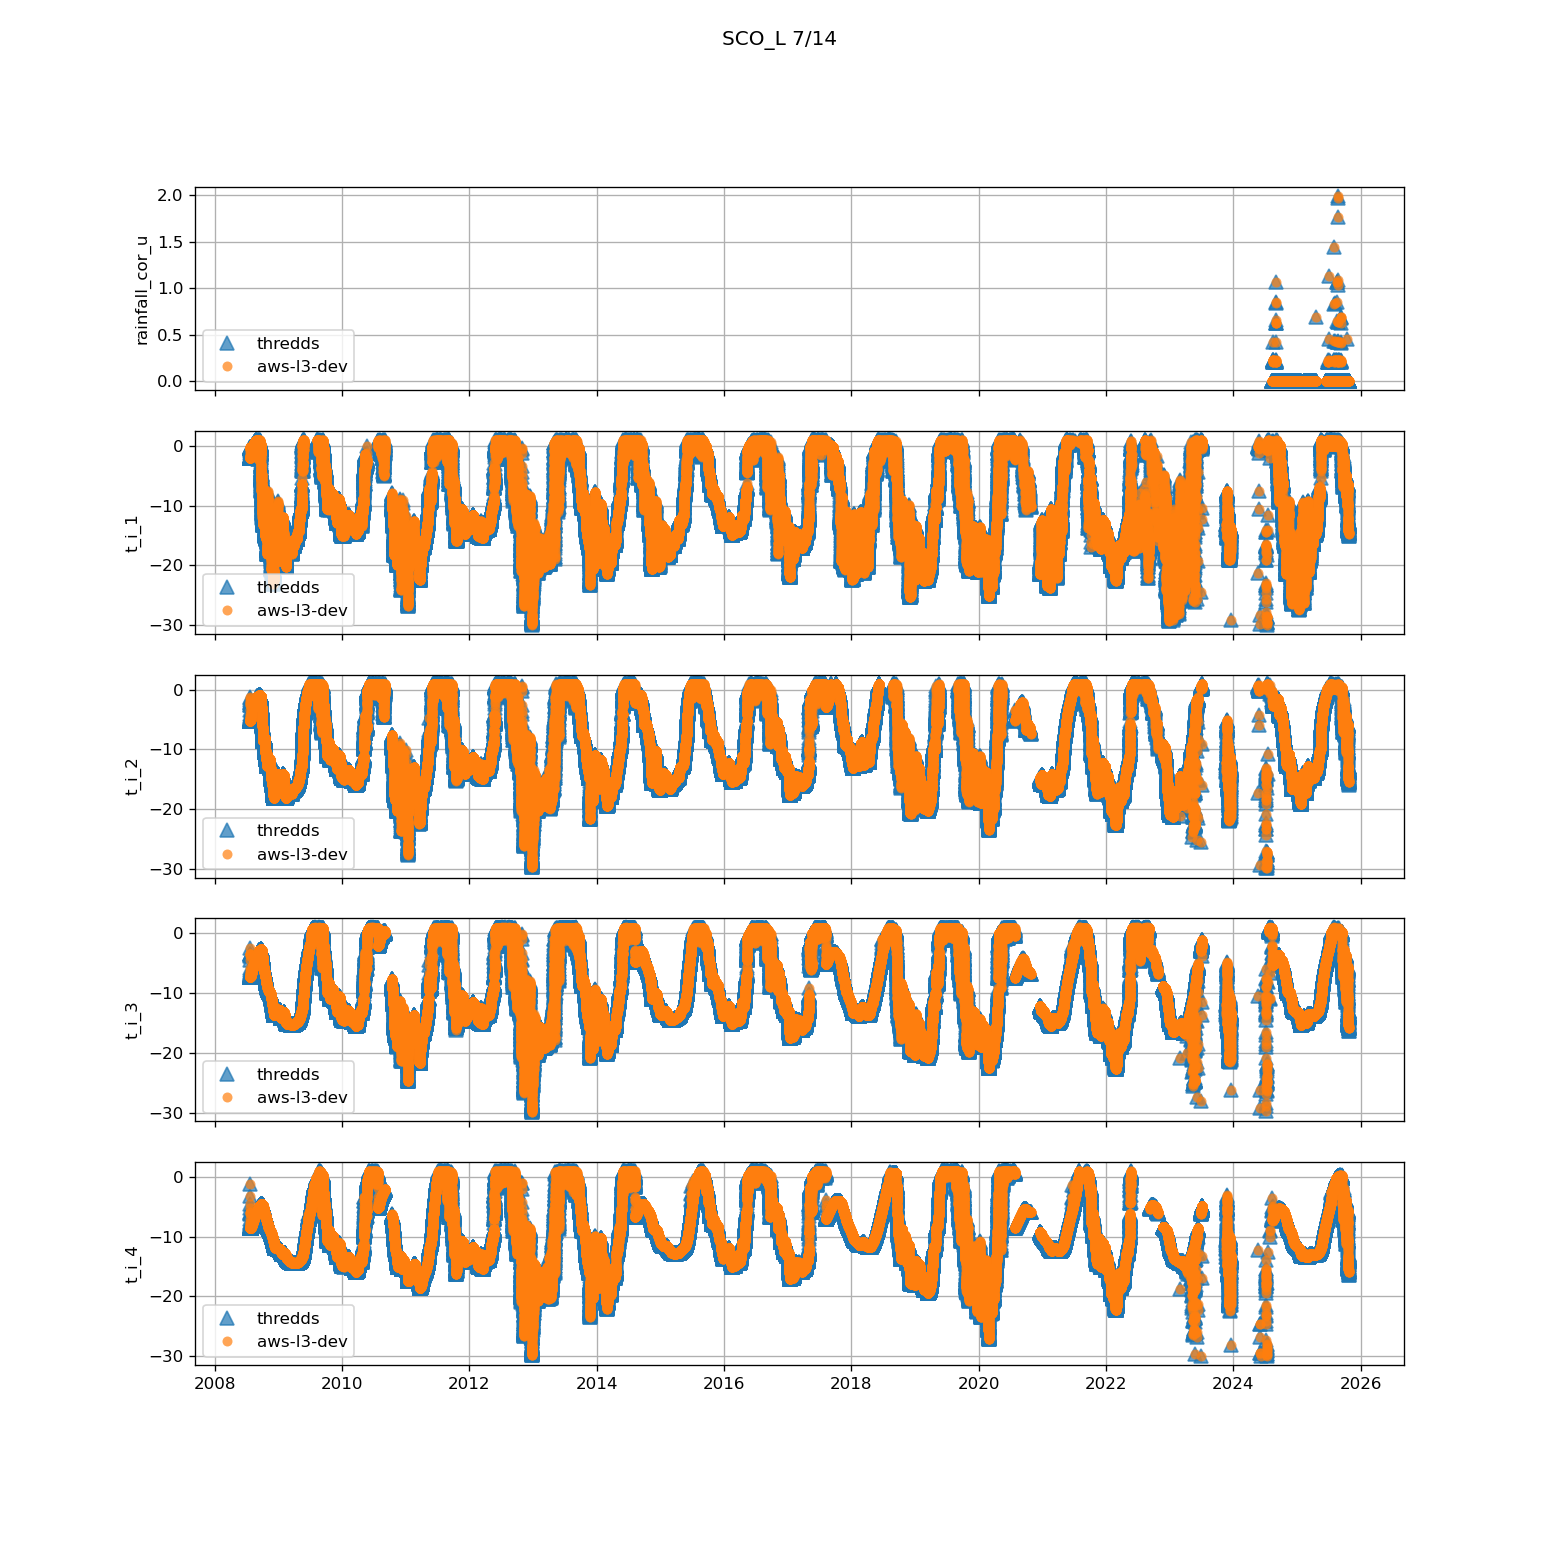 SCO_L 7/14
rainfall_cor_u
2.0
1.5
1.0
0.5
0.0
thredds
aws-l3-dev
t_i_1
0
−10
−20
−30
thredds
aws-l3-dev
t_i_2
0
−10
−20
−30
thredds
aws-l3-dev
t_i_3
0
−10
−20
−30
thredds
aws-l3-dev
t_i_4
0
−10
−20
−30
thredds
aws-l3-dev
2008 2010 2012 2014 2016 2018 2020 2022 2024 2026